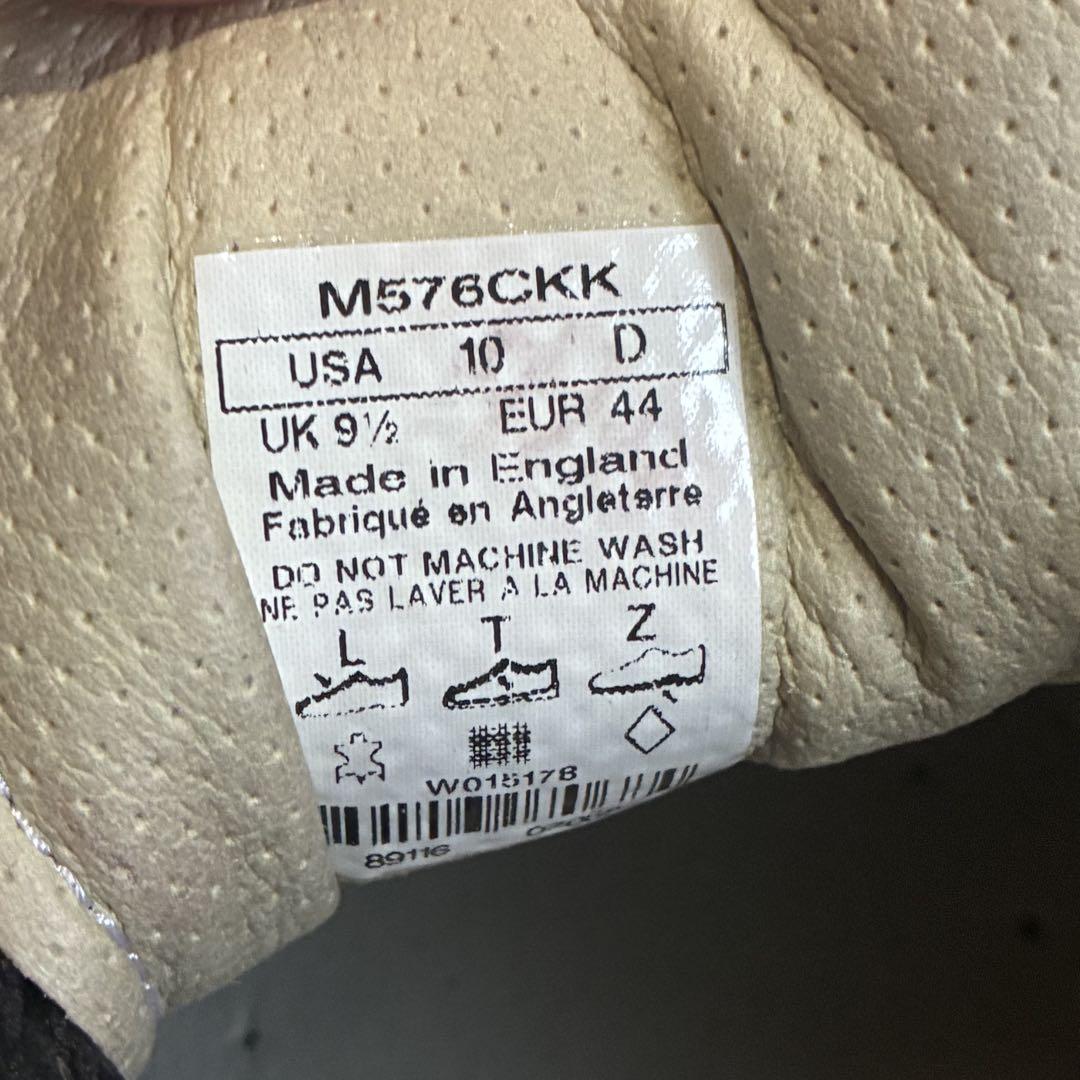 M576CKK
USA 10 D
UK 9½ EUR 44
Made in England
Fabriqué en Angleterre
DO NOT MACHINE WASH
NE PAS LAVER A LA MACHINE
L T Z
W015178
89116